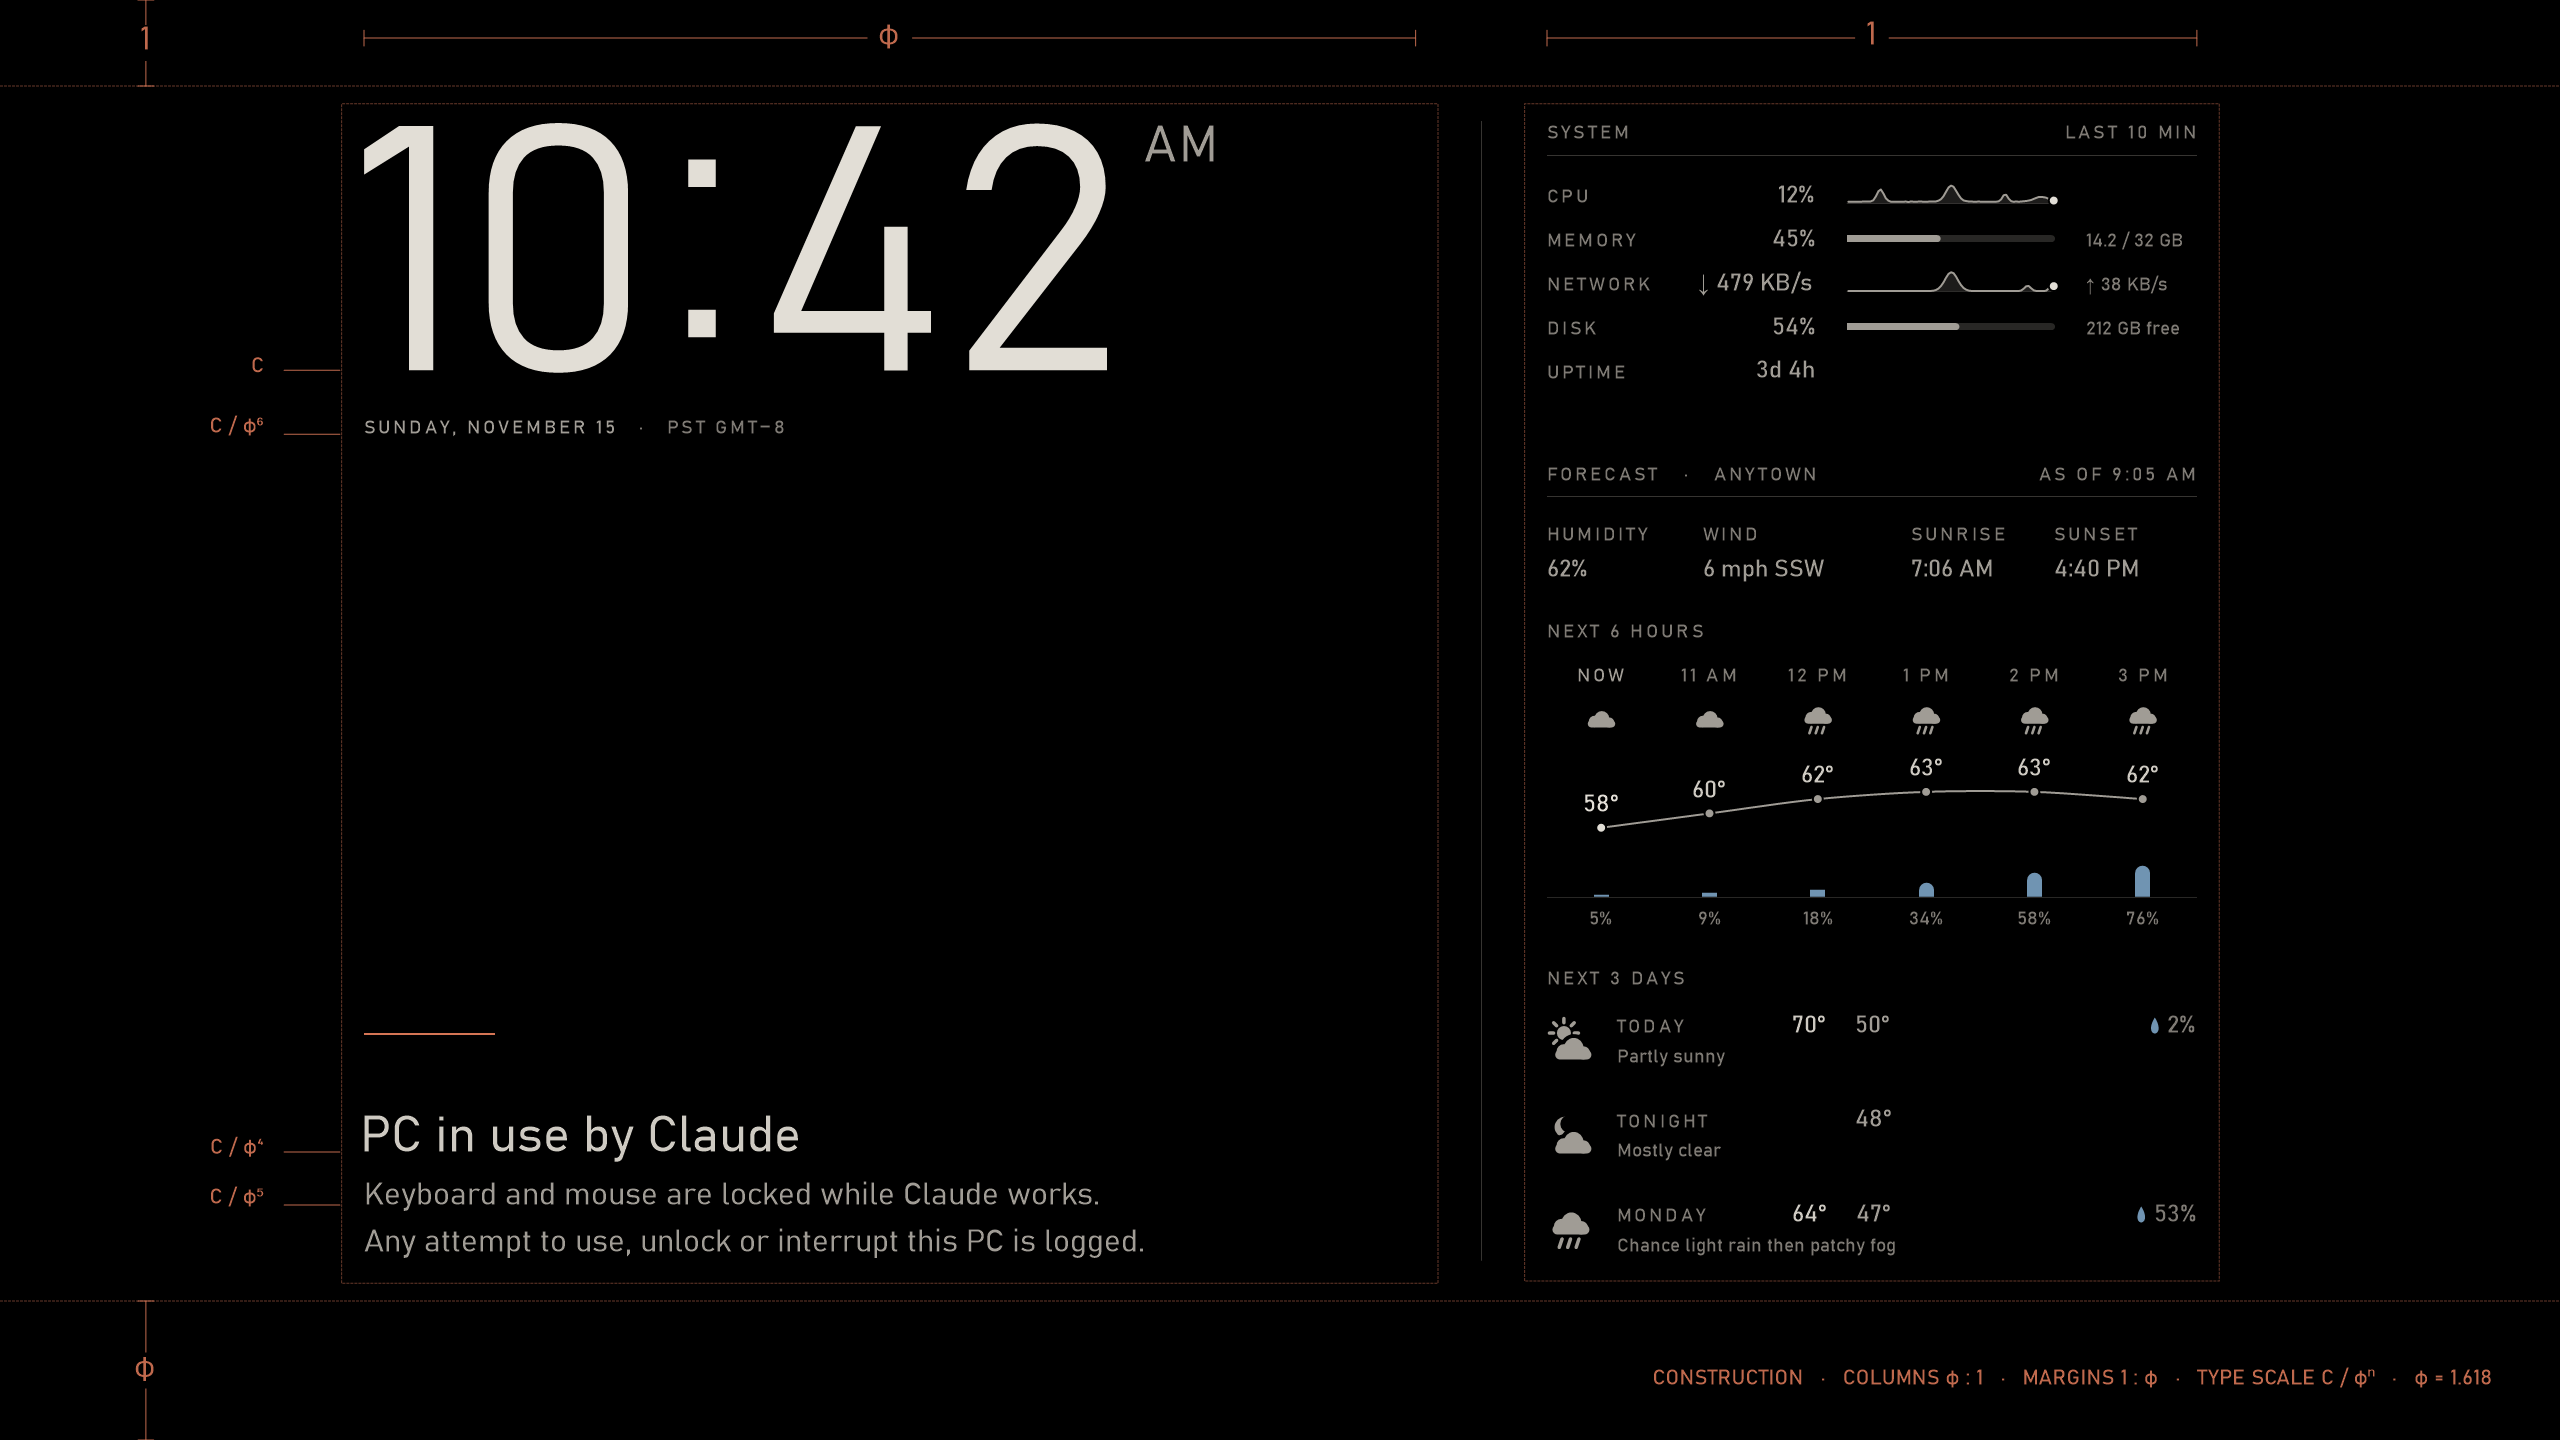 1
φ
1
10:42 AM
C
C / φ⁶
SUNDAY, NOVEMBER 15 · PST GMT−8
PC in use by Claude
C / φ⁴
Keyboard and mouse are locked while Claude works.
C / φ⁵
Any attempt to use, unlock or interrupt this PC is logged.
SYSTEM LAST 10 MIN
CPU 12%
MEMORY 45% 14.2 / 32 GB
NETWORK ↓ 479 KB/s ↑ 38 KB/s
DISK 54% 212 GB free
UPTIME 3d 4h
FORECAST · ANYTOWN AS OF 9:05 AM
HUMIDITY WIND SUNRISE SUNSET
62% 6 mph SSW 7:06 AM 4:40 PM
NEXT 6 HOURS
NOW 11 AM 12 PM 1 PM 2 PM 3 PM
58° 60° 62° 63° 63° 62°
5% 9% 18% 34% 58% 76%
NEXT 3 DAYS
TODAY 70° 50° 2%
Partly sunny
TONIGHT 48°
Mostly clear
MONDAY 64° 47° 53%
Chance light rain then patchy fog
φ
CONSTRUCTION · COLUMNS φ : 1 · MARGINS 1 : φ · TYPE SCALE C / φⁿ · φ = 1.618